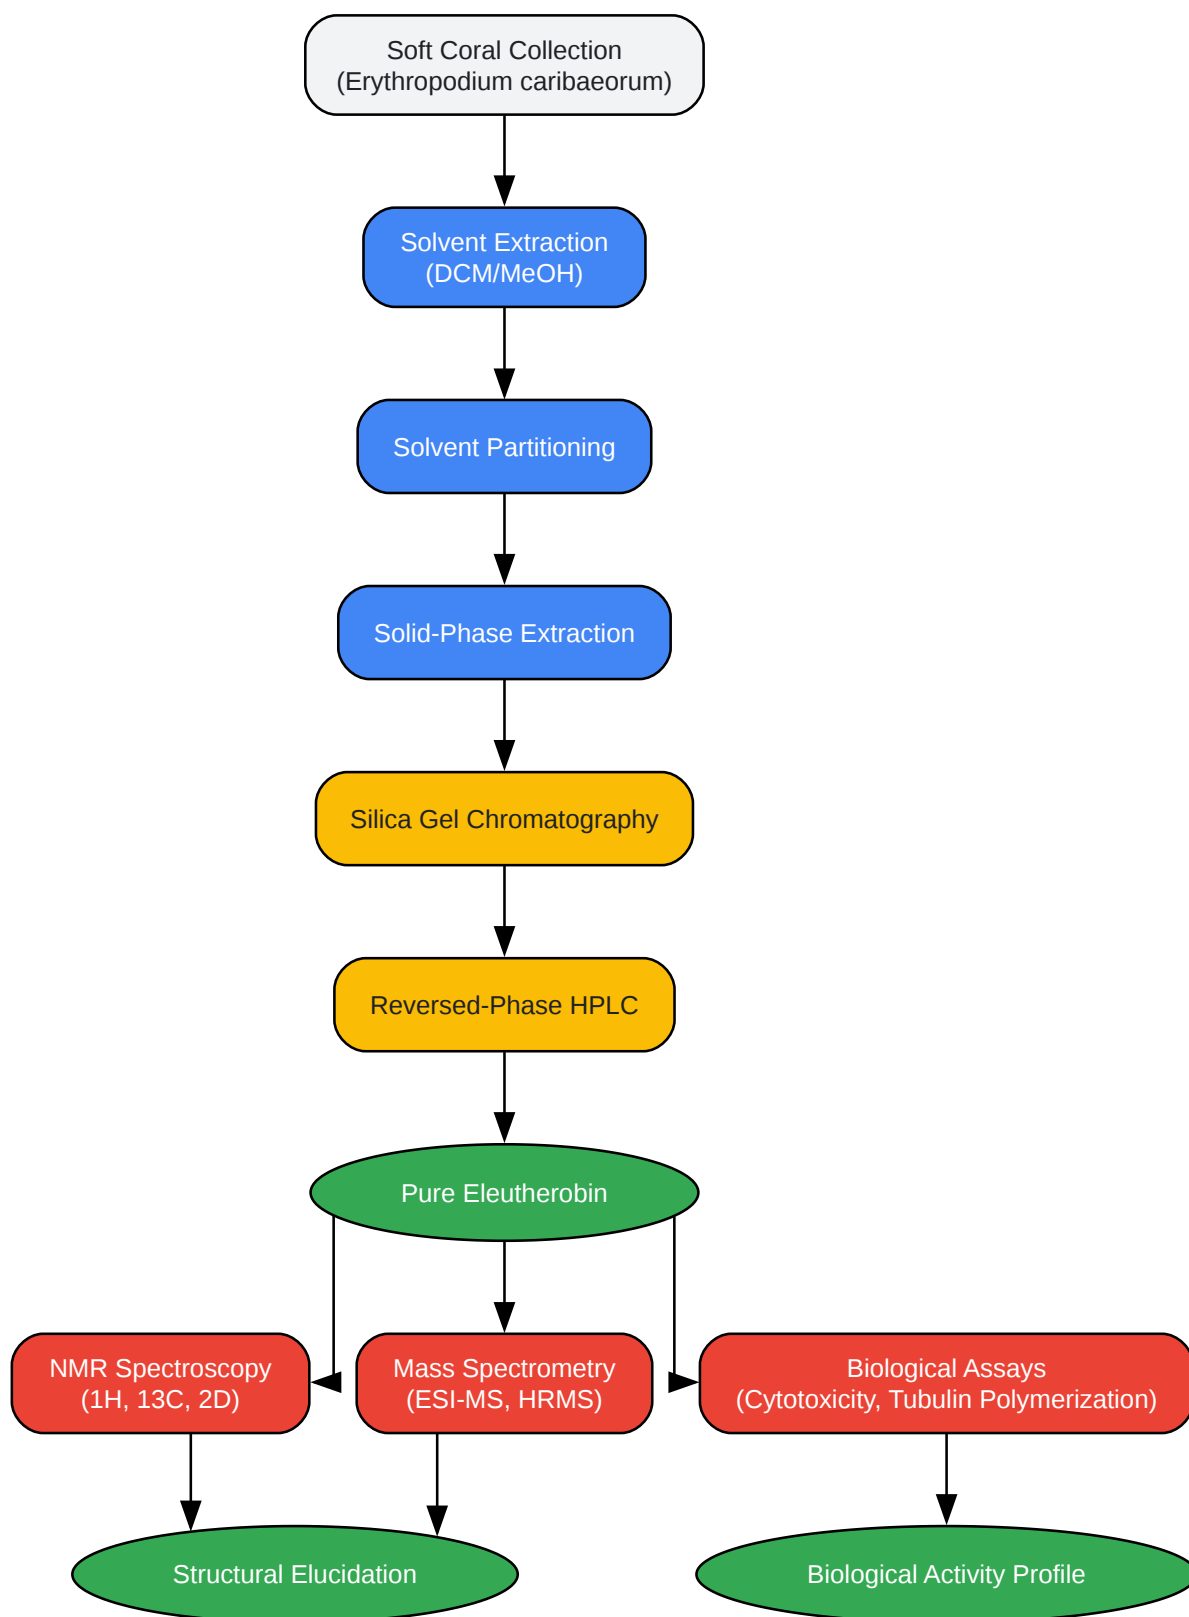 Soft Coral Collection
(Erythropodium caribaeorum)
Solvent Extraction
(DCM/MeOH)
Solvent Partitioning
Solid-Phase Extraction
Silica Gel Chromatography
Reversed-Phase HPLC
Pure Eleutherobin
NMR Spectroscopy
(1H, 13C, 2D)
Mass Spectrometry
(ESI-MS, HRMS)
Biological Assays
(Cytotoxicity, Tubulin Polymerization)
Structural Elucidation
Biological Activity Profile